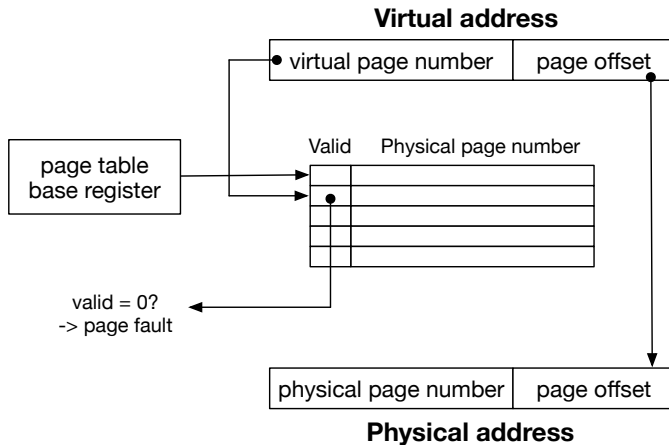 Virtual address
virtual page number page offset
Valid Physical page number
page table
base register
valid = 0?
-> page fault
physical page number page offset
Physical address